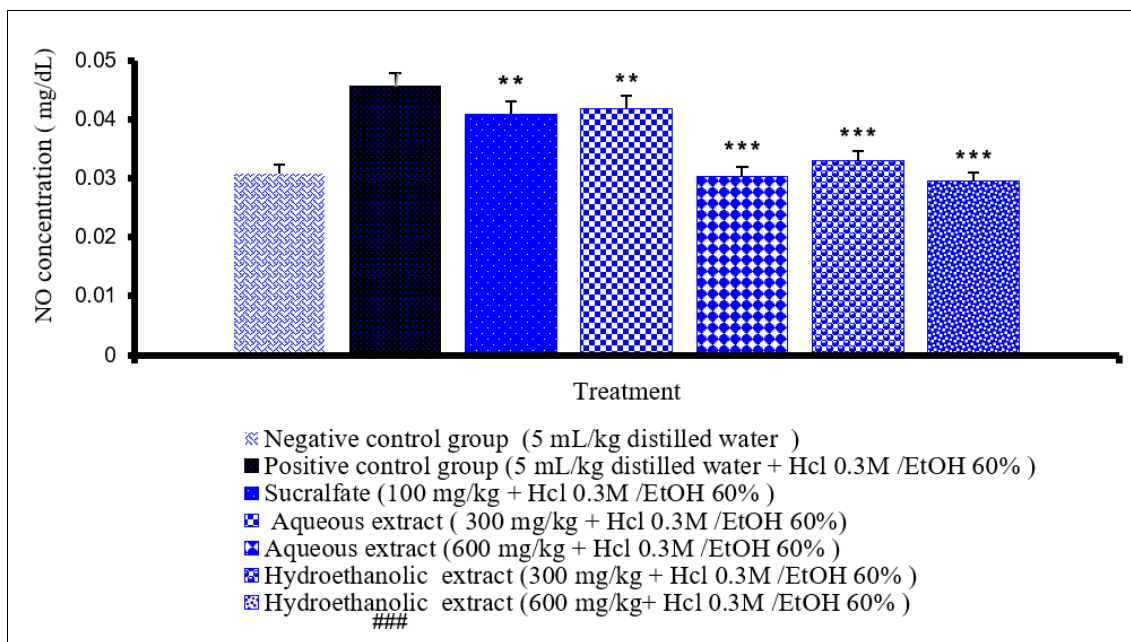 NO concentration ( mg/dL)
0.05
0.04
0.03
0.02
0.01
0
**
**
***
***
***
Treatment
Negative control group (5 mL/kg distilled water )
Positive control group (5 mL/kg distilled water + Hcl 0.3M /EtOH 60% )
Sucralfate (100 mg/kg + Hcl 0.3M /EtOH 60% )
Aqueous extract ( 300 mg/kg + Hcl 0.3M /EtOH 60%)
Aqueous extract (600 mg/kg + Hcl 0.3M /EtOH 60% )
Hydroethanolic extract (300 mg/kg + Hcl 0.3M /EtOH 60% )
Hydroethanolic extract (600 mg/kg+ Hcl 0.3M /EtOH 60% )
###